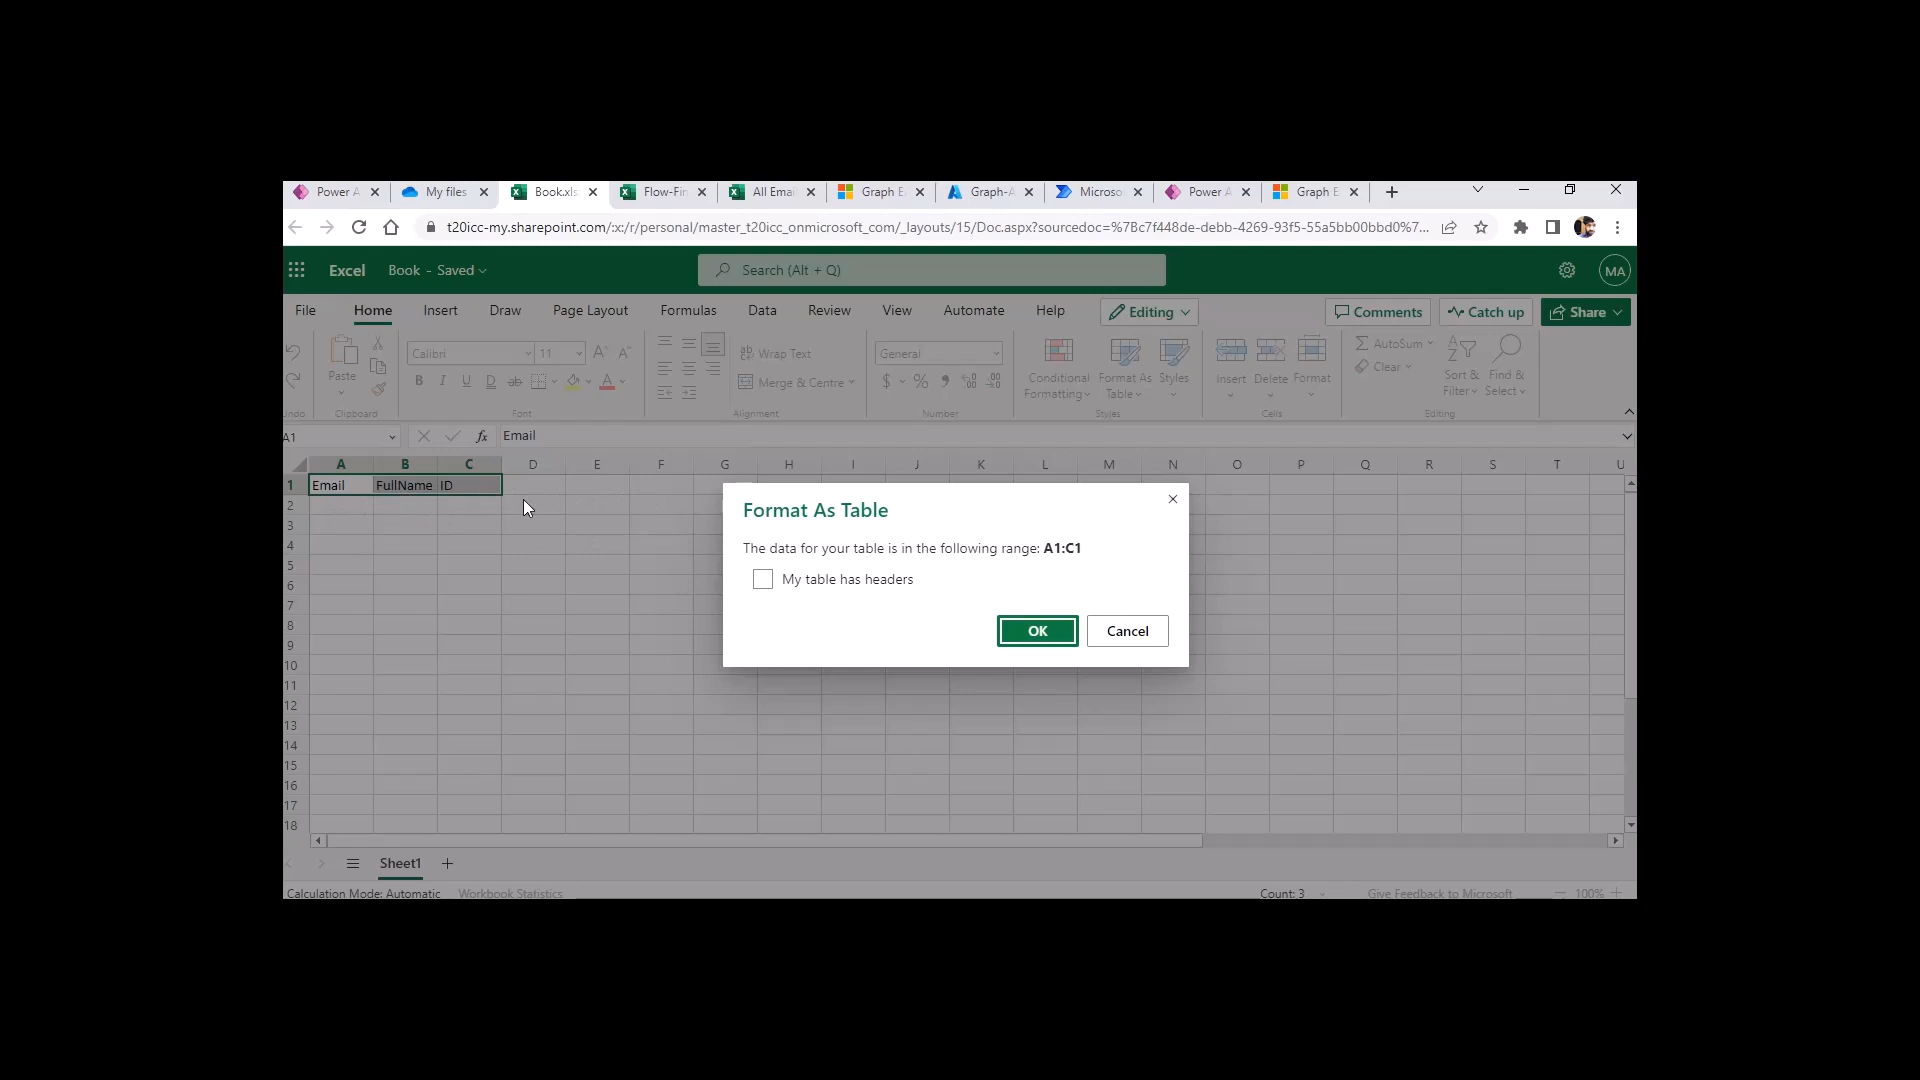 Power A
My files
Book.xls
Flow-Fin
All Emai
Graph E
Graph-A
Microso
Power A
Graph E
t20icc-my.sharepoint.com/:x:/r/personal/master_t20icc_onmicrosoft_com/_layouts/15/Doc.aspx?sourcedoc=%7Bc7f448de-debb-4269-93f5-55a5bb00bbd0%7...
Excel Book - Saved
Search (Alt + Q)
MA
File Home Insert Draw Page Layout Formulas Data Review View Automate Help
Editing
Comments
Catch up
Share
Paste
Clipboard
Calibri 11
B I U D ab A
Font
Wrap Text
Merge & Centre
Alignment
General
$ %
Number
Conditional Formatting
Format As Table
Styles
Styles
Insert Delete Format
Cells
AutoSum
Clear
Sort & Filter
Find & Select
Editing
Undo
A1
fx Email
A B C D E F G H I J K L M N O P Q R S T U
1 Email FullName ID
2
3
4
5
6
7
8
9
10
11
12
13
14
15
16
17
18
Format As Table
The data for your table is in the following range: A1:C1
My table has headers
OK Cancel
Sheet1
Calculation Mode: Automatic Workbook Statistics
Count: 3
Give Feedback to Microsoft
100%